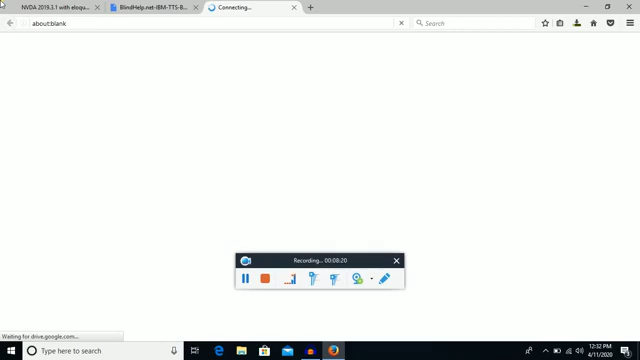 NVDA 2019.3.1 with eloqu...
BlindHelp.net-IBM-TTS-B...
Connecting...
about:blank
Search
Recording... 00:08:20
Waiting for drive.google.com...
Type here to search
12:32 PM
4/11/2020